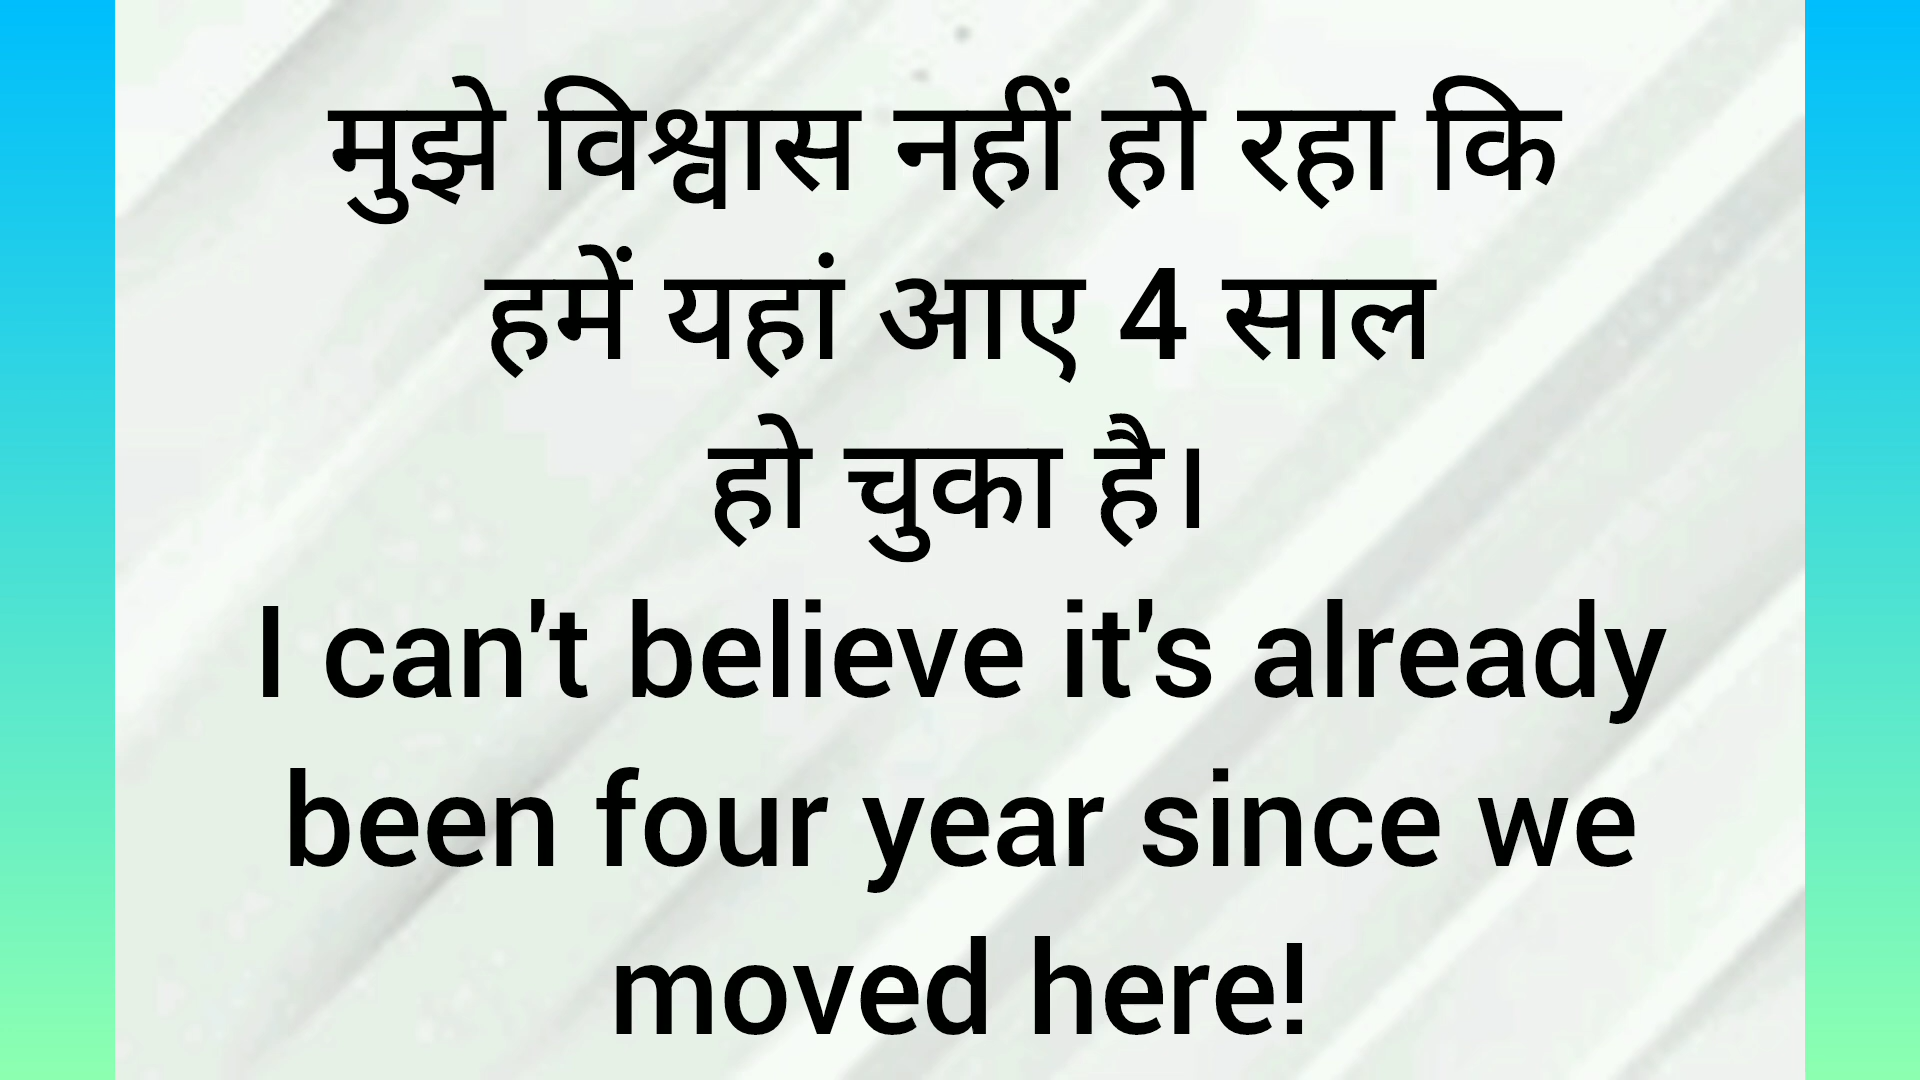 मुझे विश्वास नहीं हो रहा कि
हमें यहां आए 4 साल
हो चुका है।
I can't believe it's already
been four year since we
moved here!